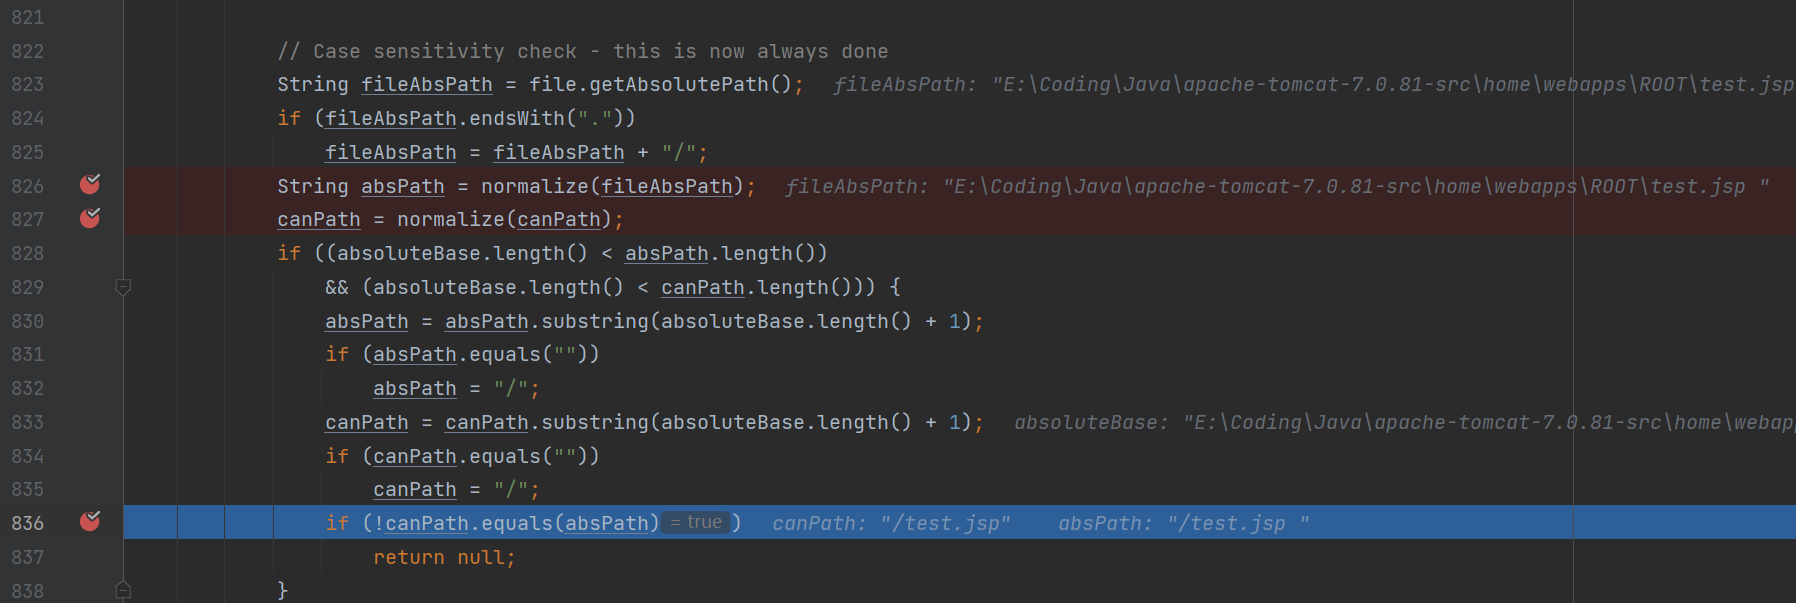 821
822 // Case sensitivity check - this is now always done
823 String fileAbsPath = file.getAbsolutePath(); fileAbsPath: "E:\Coding\Java\apache-tomcat-7.0.81-src\home\webapps\ROOT\test.jsp
824 if (fileAbsPath.endsWith("."))
825 fileAbsPath = fileAbsPath + "/";
826 String absPath = normalize(fileAbsPath); fileAbsPath: "E:\Coding\Java\apache-tomcat-7.0.81-src\home\webapps\ROOT\test.jsp "
827 canPath = normalize(canPath);
828 if ((absoluteBase.length() < absPath.length())
829 && (absoluteBase.length() < canPath.length())) {
830 absPath = absPath.substring(absoluteBase.length() + 1);
831 if (absPath.equals(""))
832 absPath = "/";
833 canPath = canPath.substring(absoluteBase.length() + 1); absoluteBase: "E:\Coding\Java\apache-tomcat-7.0.81-src\home\webapp
834 if (canPath.equals(""))
835 canPath = "/";
836 if (!canPath.equals(absPath) = true ) canPath: "/test.jsp" absPath: "/test.jsp "
837 return null;
838 }